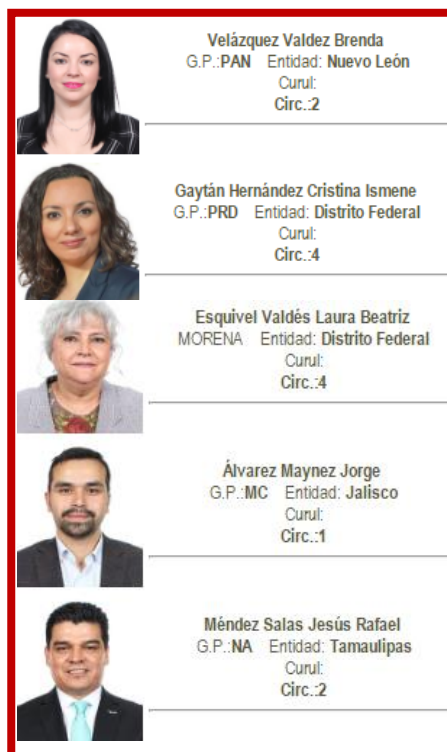 Velázquez Valdez Brenda
G.P.:PAN Entidad: Nuevo León
Curul:
Circ.:2
Gaytán Hernández Cristina Ismene
G.P.:PRD Entidad: Distrito Federal
Curul:
Circ.:4
Esquivel Valdés Laura Beatriz
MORENA Entidad: Distrito Federal
Curul:
Circ.:4
Álvarez Maynez Jorge
G.P.:MC Entidad: Jalisco
Curul:
Circ.:1
Méndez Salas Jesús Rafael
G.P.:NA Entidad: Tamaulipas
Curul:
Circ.:2